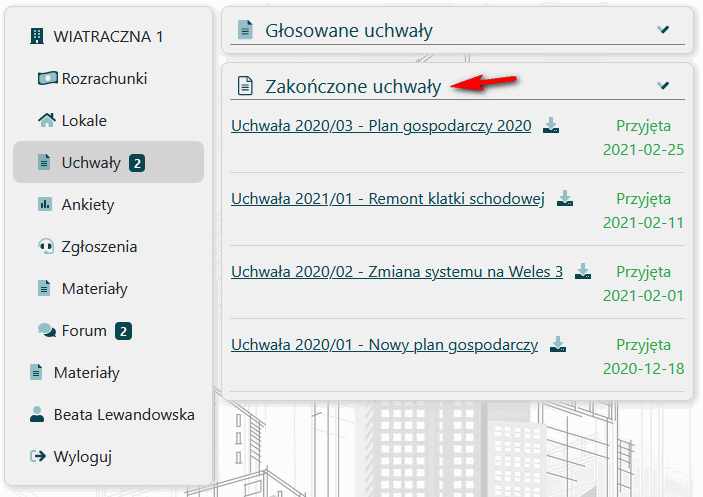 WIATRACZNA 1
Rozrachunki
Lokale
Uchwały 2
Ankiety
Zgłoszenia
Materiały
Forum 2
Materiały
Beata Lewandowska
Wyloguj
Głosowane uchwały
Zakończone uchwały
Uchwała 2020/03 - Plan gospodarczy 2020 Przyjęta
2021-02-25
Uchwała 2021/01 - Remont klatki schodowej Przyjęta
2021-02-11
Uchwała 2020/02 - Zmiana systemu na Weles 3 Przyjęta
2021-02-01
Uchwała 2020/01 - Nowy plan gospodarczy Przyjęta
2020-12-18